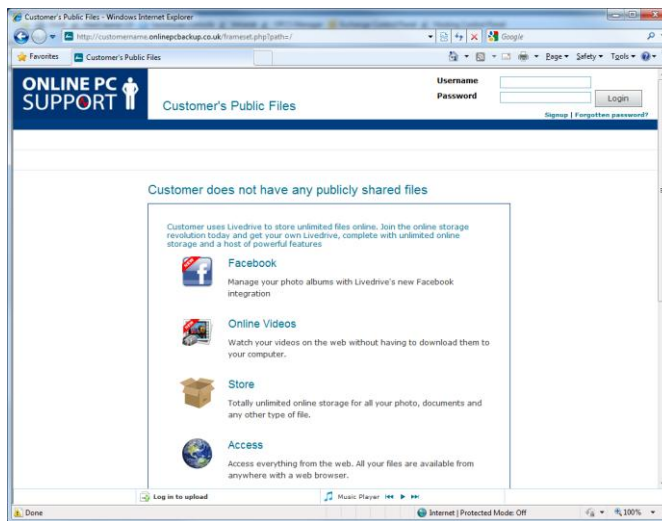 Customer's Public Files - Windows Internet Explorer
http://customername.onlinepcbackup.co.uk/frameset.php?path=/
Google
Favorites
Customer's Public Files
Page
Safety
Tools
ONLINE PC
SUPPORT
Customer's Public Files
Username
Password
Login
Signup | Forgotten password?
Customer does not have any publicly shared files
Customer uses Livedrive to store unlimited files online. Join the online storage
revolution today and get your own Livedrive, complete with unlimited online
storage and a host of powerful features
Facebook
Manage your photo albums with Livedrive's new Facebook
integration
Online Videos
Watch your videos on the web without having to download them to
your computer.
Store
Totally unlimited online storage for all your photo, documents and
any other type of file.
Access
Access everything from the web. All your files are available from
anywhere with a web browser.
Log in to upload
Music Player
Done
Internet | Protected Mode: Off
100%